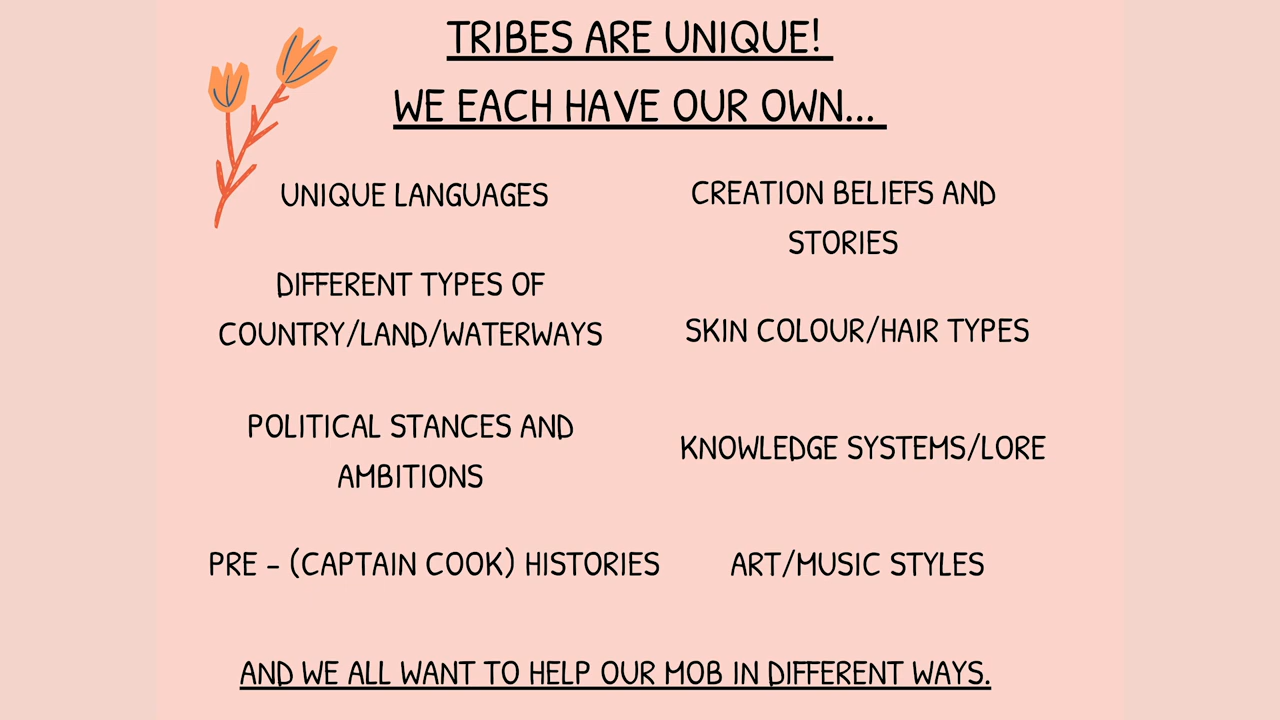 TRIBES ARE UNIQUE!
WE EACH HAVE OUR OWN...
UNIQUE LANGUAGES
DIFFERENT TYPES OF
COUNTRY/LAND/WATERWAYS
POLITICAL STANCES AND
AMBITIONS
PRE - (CAPTAIN COOK) HISTORIES
CREATION BELIEFS AND
STORIES
SKIN COLOUR/HAIR TYPES
KNOWLEDGE SYSTEMS/LORE
ART/MUSIC STYLES
AND WE ALL WANT TO HELP OUR MOB IN DIFFERENT WAYS.